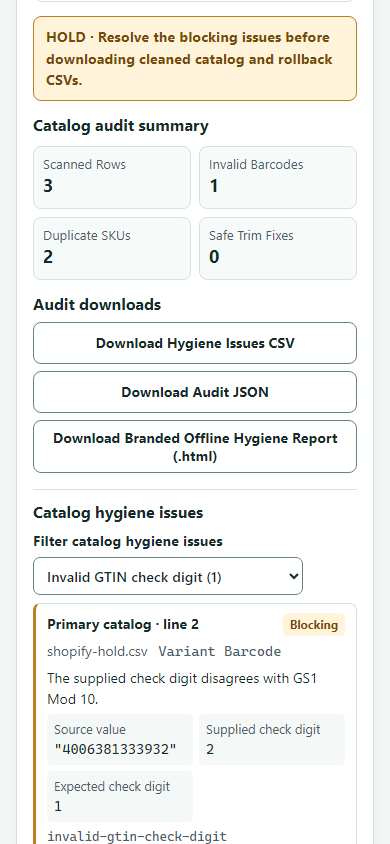 HOLD · Resolve the blocking issues before
downloading cleaned catalog and rollback
CSVs.
Catalog audit summary
Scanned Rows
3
Invalid Barcodes
1
Duplicate SKUs
2
Safe Trim Fixes
0
Audit downloads
Download Hygiene Issues CSV
Download Audit JSON
Download Branded Offline Hygiene Report
(.html)
Catalog hygiene issues
Filter catalog hygiene issues
Invalid GTIN check digit (1)
Primary catalog · line 2
Blocking
shopify-hold.csv Variant Barcode
The supplied check digit disagrees with GS1
Mod 10.
Source value
"4006381333932"
Supplied check digit
2
Expected check digit
1
invalid-gtin-check-digit